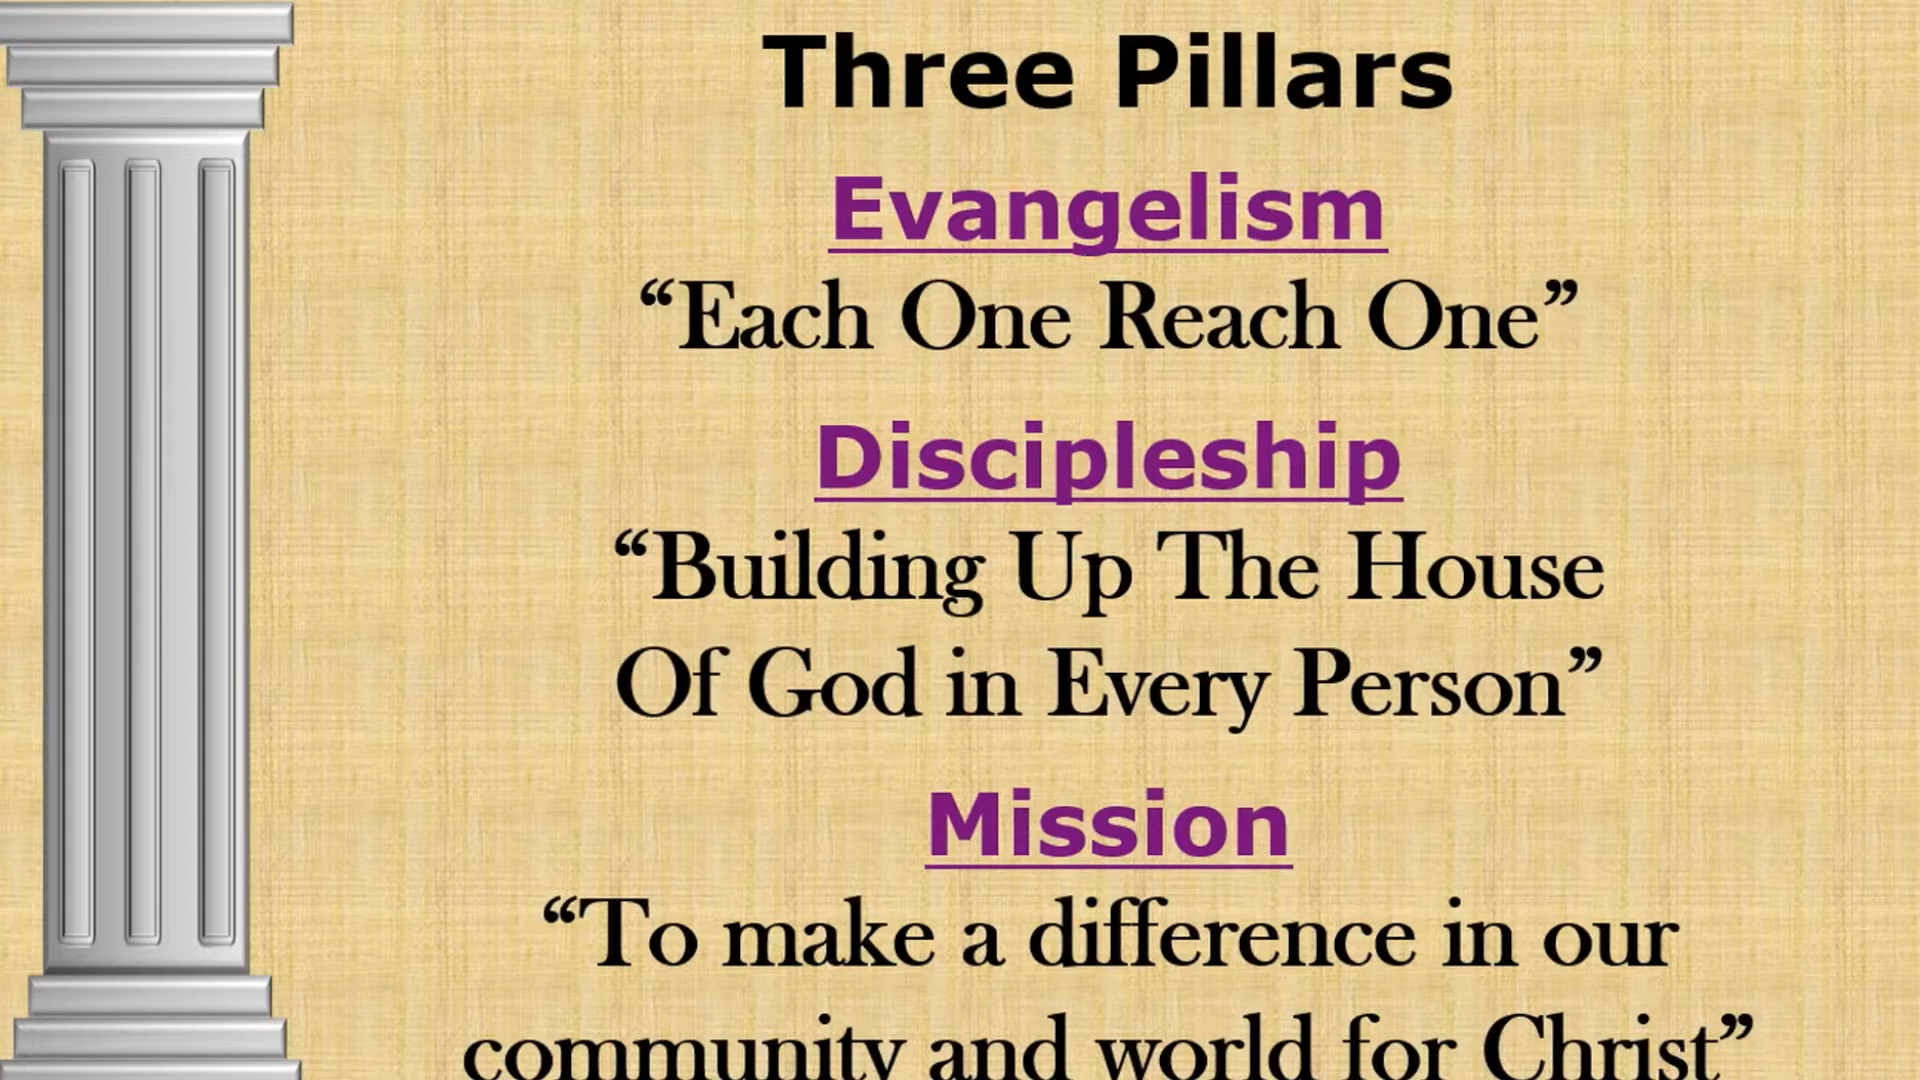 Three Pillars
Evangelism
“Each One Reach One”
Discipleship
“Building Up The House
Of God in Every Person”
Mission
“To make a difference in our
community and world for Christ”